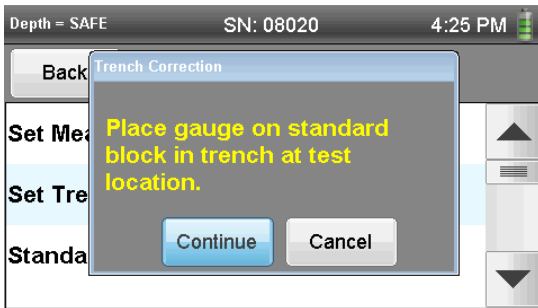 Depth = SAFE SN: 08020 4:25 PM
Back
Trench Correction
Set Mea
Place gauge on standard
block in trench at test
location.
Set Tre
Continue Cancel
Standa